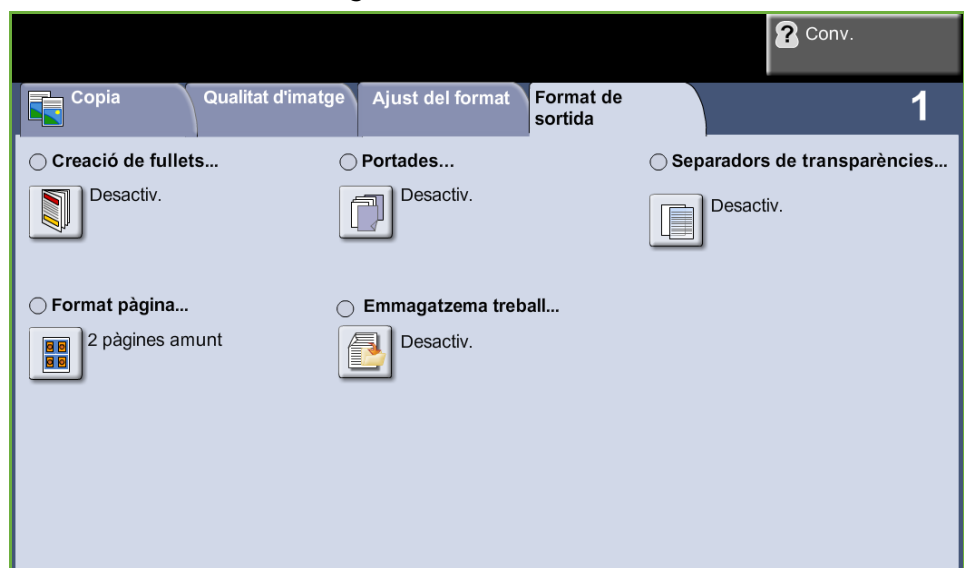 Conv.
Copia
Qualitat d'imatge
Ajust del format
Format de
sortida
1
Creació de fullets...
Portades...
Separadors de transparències...
Desactiv.
Desactiv.
Desactiv.
Format pàgina...
Emmagatzema treball...
2 pàgines amunt
Desactiv.